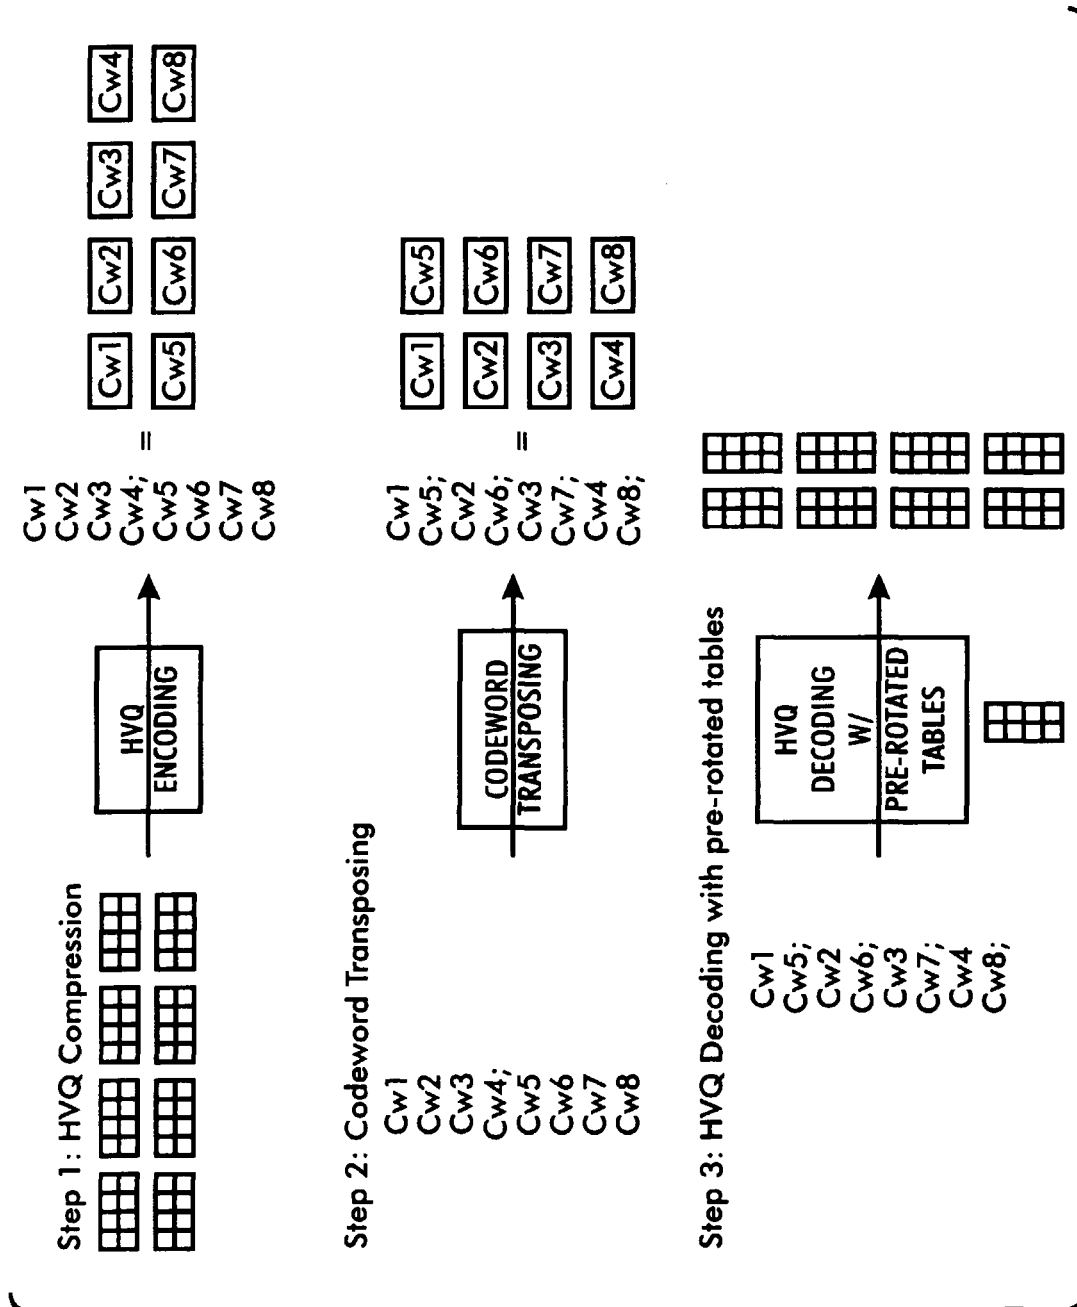 Step 1: HVQ Compression
HVQ
ENCODING
Cw1
Cw2
Cw3
Cw4;
Cw5
Cw6
Cw7
Cw8
=
Cw1 Cw2 Cw3 Cw4
Cw5 Cw6 Cw7 Cw8
Step 2: Codeword Transposing
Cw1
Cw2
Cw3
Cw4;
Cw5
Cw6
Cw7
Cw8
CODEWORD
TRANSPOSING
Cw1
Cw5;
Cw2
Cw6;
Cw3
Cw7;
Cw4
Cw8;
=
Cw1 Cw5
Cw2 Cw6
Cw3 Cw7
Cw4 Cw8
Step 3: HVQ Decoding with pre-rotated tables
Cw1
Cw5;
Cw2
Cw6;
Cw3
Cw7;
Cw4
Cw8;
HVQ
DECODING
W/
PRE-ROTATED
TABLES